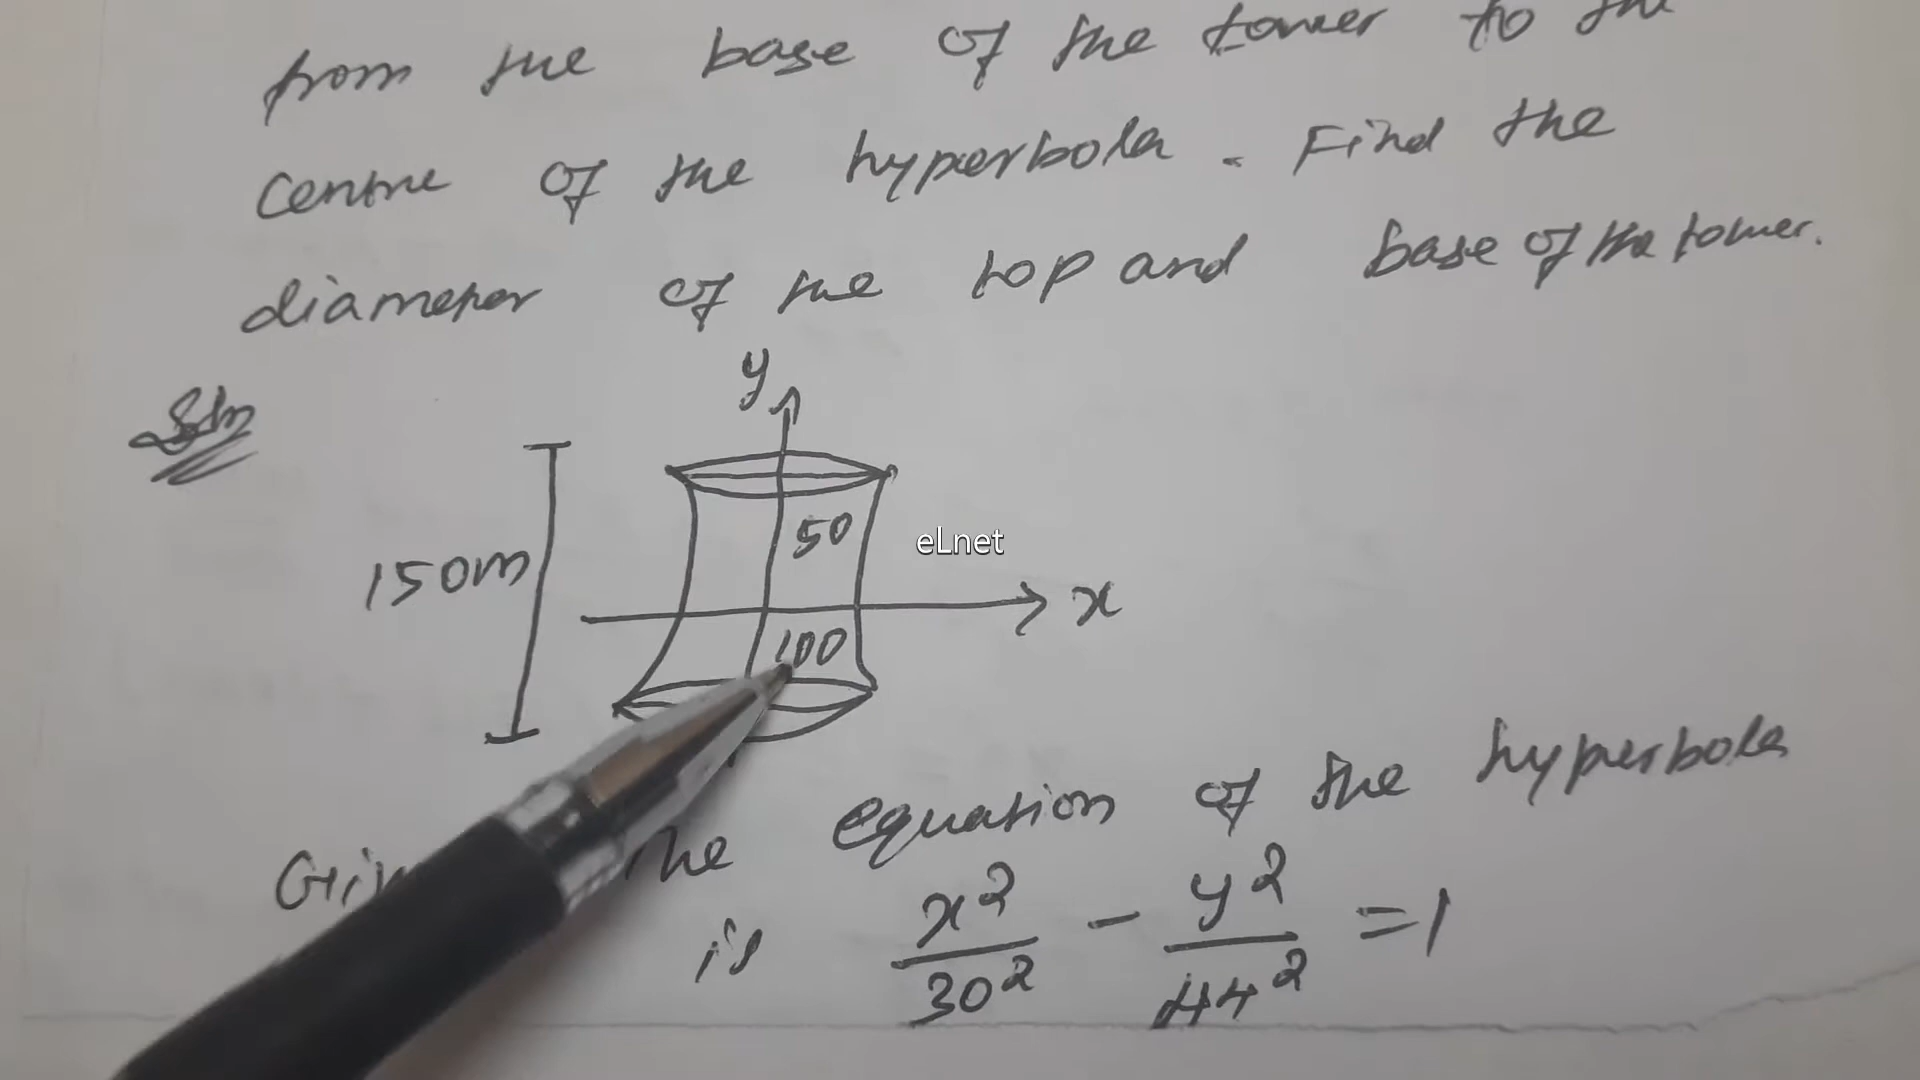 from the base of the tower to the
centre of the hyperbola. Find the
diameter of the top and base of the tower.
Soln
y
50
eLnet
150m
x
100
the equation of the hyperbola
is x²/30² - y²/44² = 1